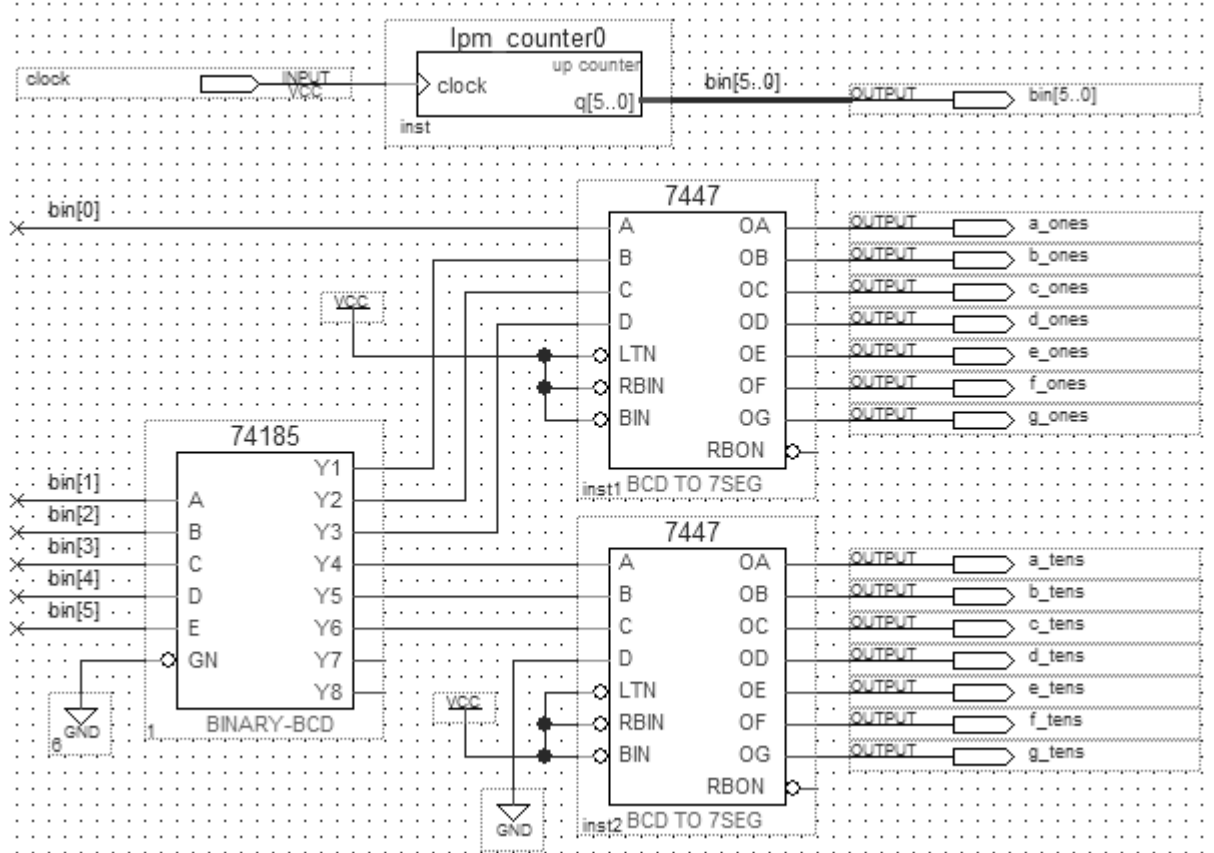 lpm_counter0
up counter
clock
INPUT
VCC
clock
q[5..0]
bin[5..0]
OUTPUT
bin[5..0]
inst
7447
bin[0]
A
OA
OUTPUT
a_ones
B
OB
OUTPUT
b_ones
C
OC
OUTPUT
c_ones
VCC
D
OD
OUTPUT
d_ones
LTN
OE
OUTPUT
e_ones
RBIN
OF
OUTPUT
f_ones
BIN
OG
OUTPUT
g_ones
RBON
inst1
BCD TO 7SEG
74185
Y1
bin[1]
A
Y2
bin[2]
B
Y3
bin[3]
C
Y4
bin[4]
D
Y5
bin[5]
E
Y6
GN
Y7
Y8
BINARY-BCD
1
GND
6
7447
A
OA
OUTPUT
a_tens
B
OB
OUTPUT
b_tens
C
OC
OUTPUT
c_tens
D
OD
OUTPUT
d_tens
VCC
LTN
OE
OUTPUT
e_tens
RBIN
OF
OUTPUT
f_tens
BIN
OG
OUTPUT
g_tens
RBON
GND
inst2
BCD TO 7SEG